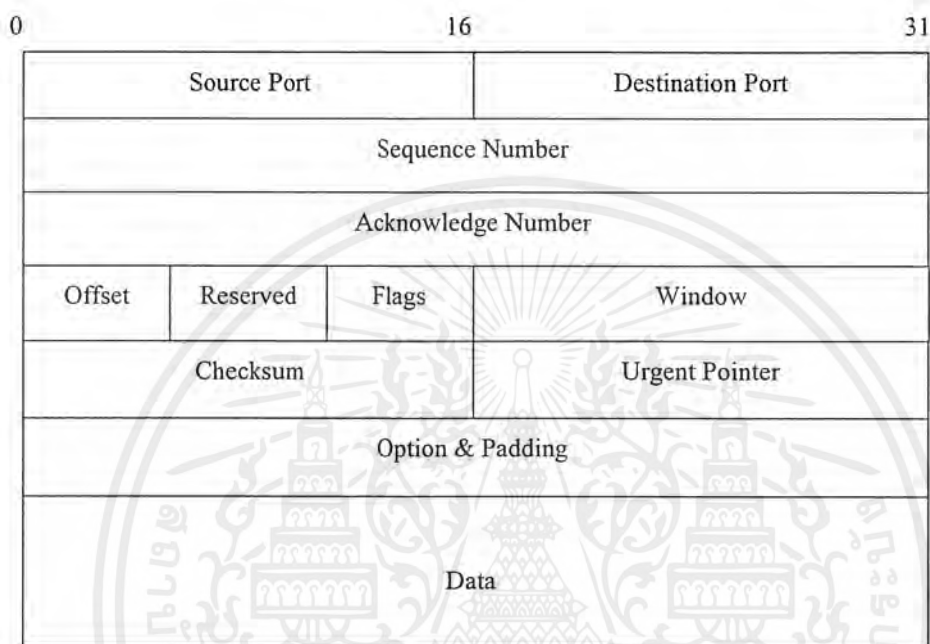 0 16 31
Source Port Destination Port
Sequence Number
Acknowledge Number
Offset Reserved Flags Window
Checksum Urgent Pointer
Option & Padding
Data